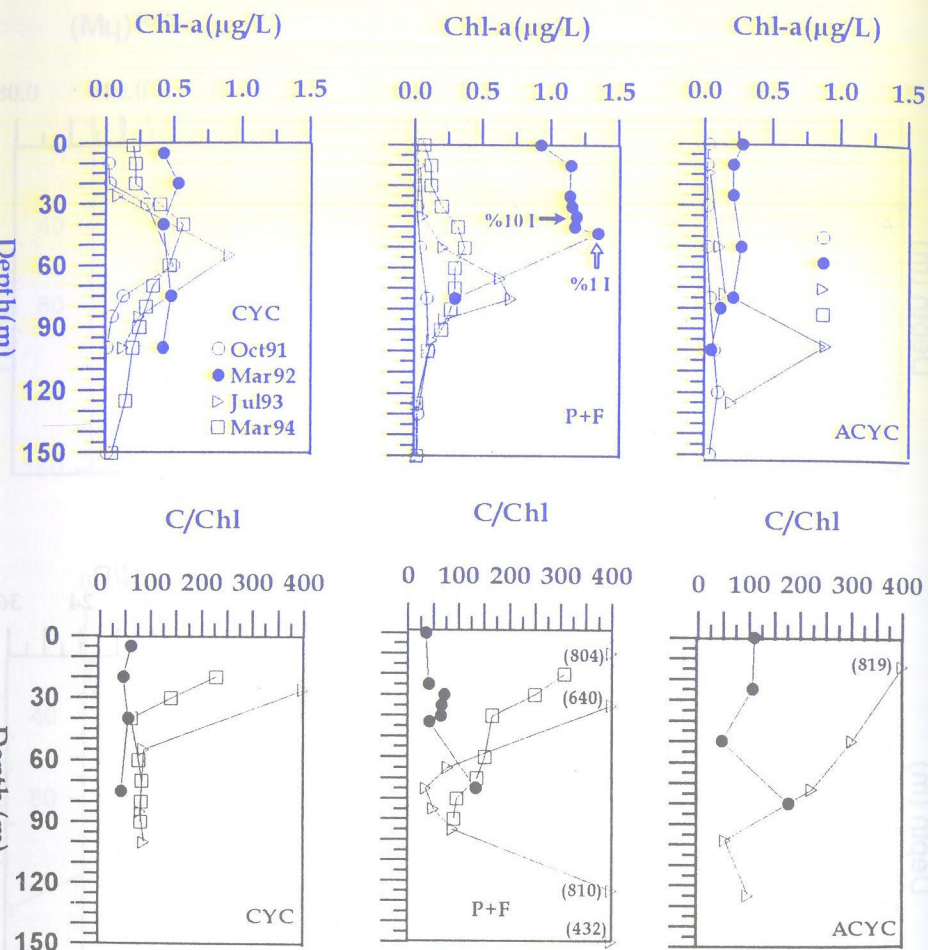 Chl-a(µg/L) Chl-a(µg/L) Chl-a(µg/L)
0.0 0.5 1.0 1.5 0.0 0.5 1.0 1.5 0.0 0.5 1.0 1.5
0
30
60
90
120
150
Depth(m)
CYC
Oct91
Mar92
Jul93
Mar94
%10 I
%1 I
P+F
ACYC
C/Chl C/Chl C/Chl
0 100 200 300 400 0 100 200 300 400 0 100 200 300 400
0
30
60
90
120
150
Depth(m)
CYC
(804)
(640)
(810)
(432)
P+F
(819)
ACYC